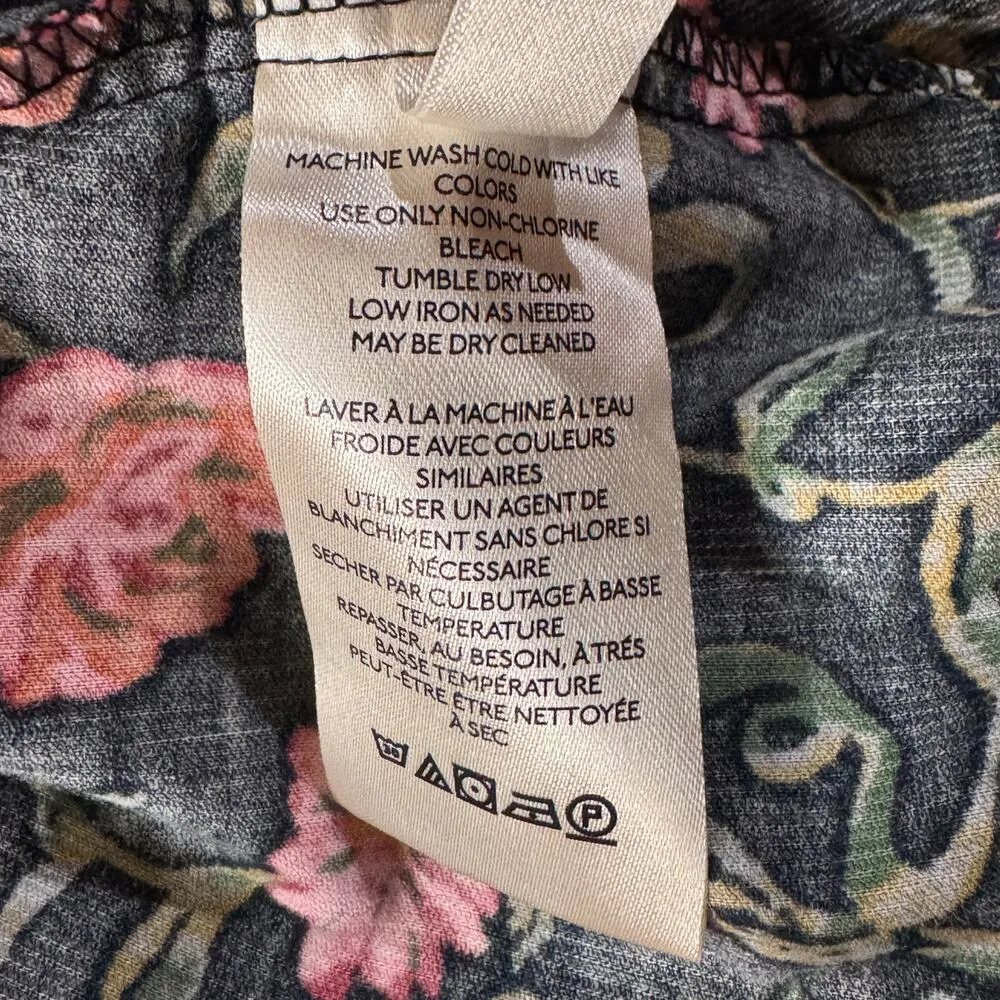 MACHINE WASH COLD WITH LIKE
COLORS
USE ONLY NON-CHLORINE
BLEACH
TUMBLE DRY LOW
LOW IRON AS NEEDED
MAY BE DRY CLEANED
LAVER À LA MACHINE À L'EAU
FROIDE AVEC COULEURS
SIMILAIRES
UTILISER UN AGENT DE
BLANCHIMENT SANS CHLORE SI
NÉCESSAIRE
SECHER PAR CULBUTAGE À BASSE
TEMPERATURE
REPASSER, AU BESOIN, À TRÉS
BASSE TEMPÉRATURE
PEUT-ÊTRE ÊTRE NETTOYÉE
À SEC
30
P